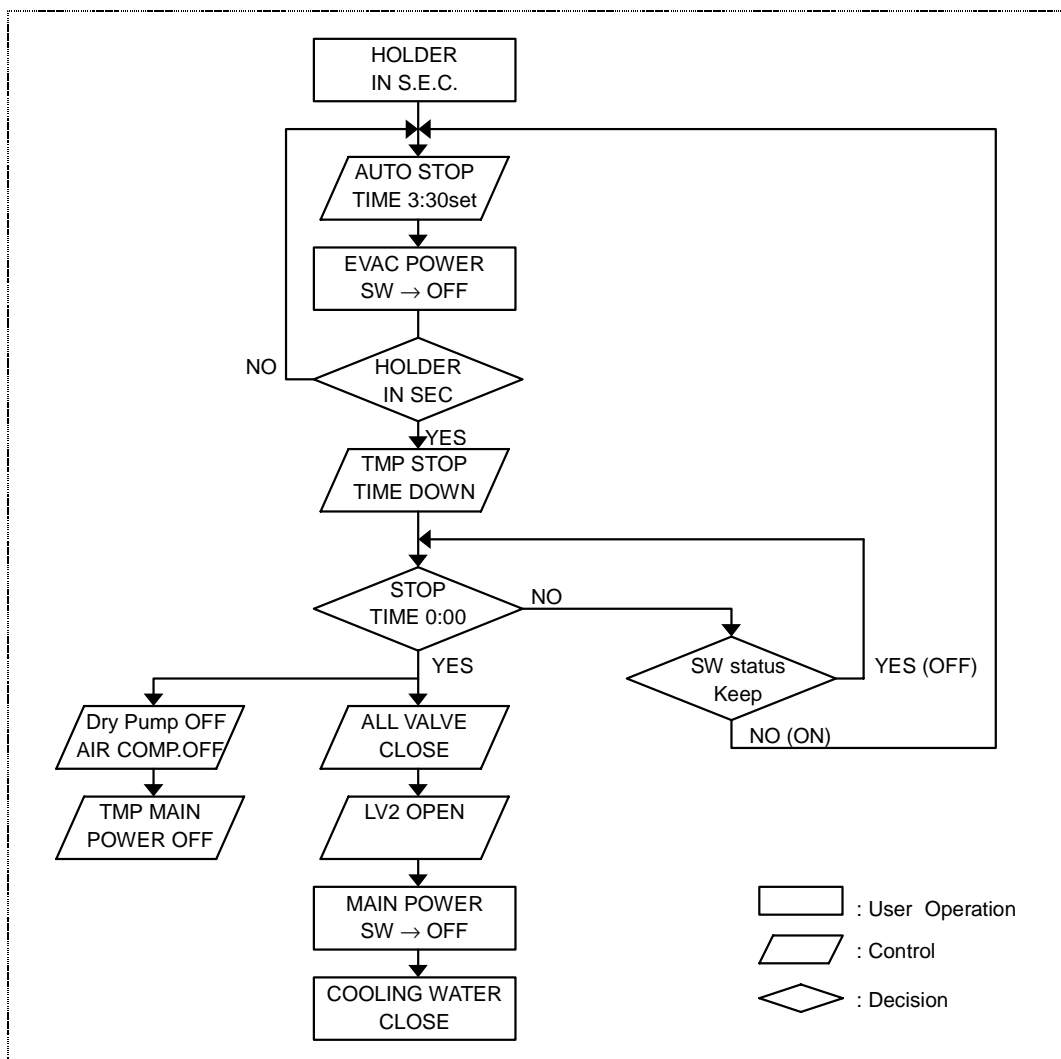 HOLDER
IN S.E.C.
AUTO STOP
TIME 3:30set
EVAC POWER
SW → OFF
NO
HOLDER
IN SEC
YES
TMP STOP
TIME DOWN
STOP
TIME 0:00
NO
YES
SW status
Keep
YES (OFF)
NO (ON)
Dry Pump OFF
AIR COMP.OFF
ALL VALVE
CLOSE
TMP MAIN
POWER OFF
LV2 OPEN
MAIN POWER
SW → OFF
COOLING WATER
CLOSE
: User Operation
: Control
: Decision